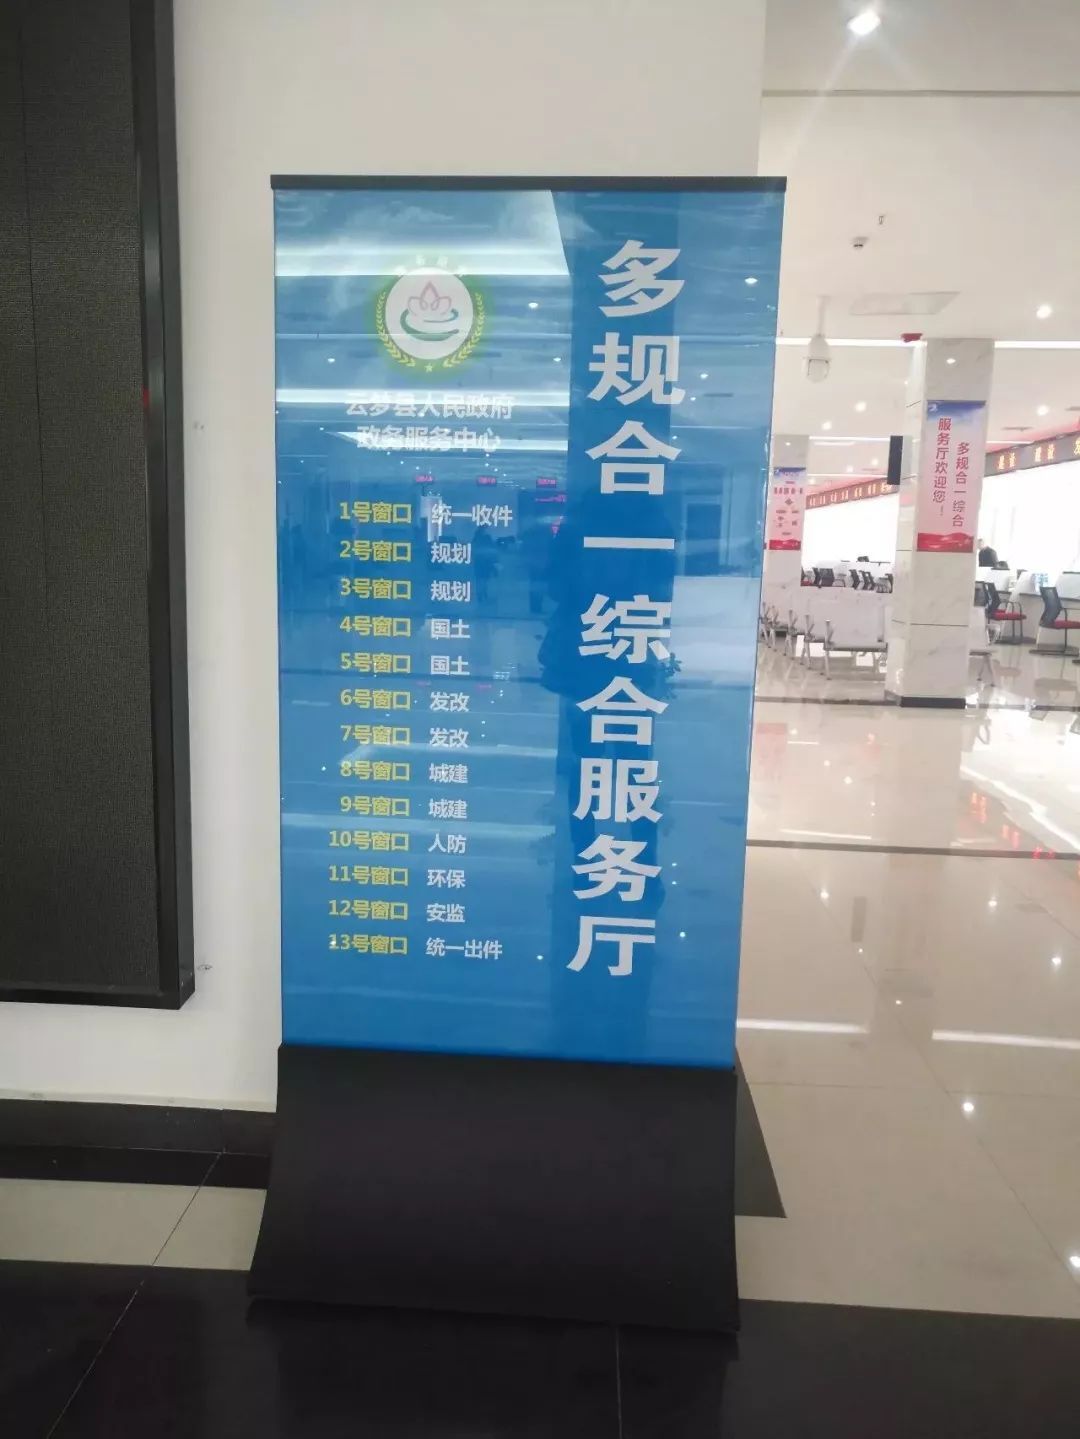 云梦县人民政府
政务服务中心
1号窗口 统一收件
2号窗口 规划
3号窗口 规划
4号窗口 国土
5号窗口 国土
6号窗口 发改
7号窗口 发改
8号窗口 城建
9号窗口 城建
10号窗口 人防
11号窗口 环保
12号窗口 安监
13号窗口 统一出件
多规合一综合服务厅
多规合一综合
服务厅欢迎您！